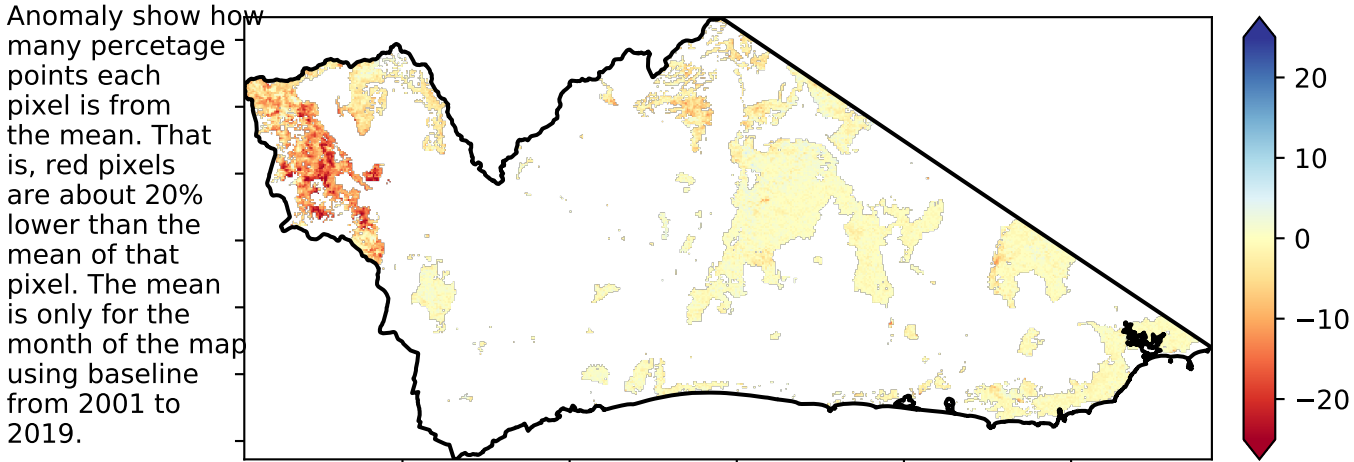 Anomaly show how
many percetage
points each
pixel is from
the mean. That
is, red pixels
are about 20%
lower than the
mean of that
pixel. The mean
is only for the
month of the map
using baseline
from 2001 to
2019.
20
10
0
−10
−20